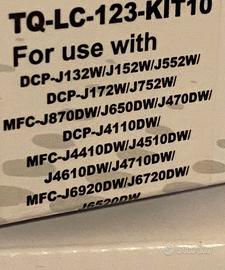 TQ-LC-123-KIT10
For use with
DCP-J132W/J152W/J552W/
DCP-J172W/J752W/
MFC-J870DW/J650DW/J470DW/
DCP-J4110DW/
MFC-J4410DW/J4510DW/
J4610DW/J4710DW/
MFC-J6920DW/J6720DW/
J6520DW